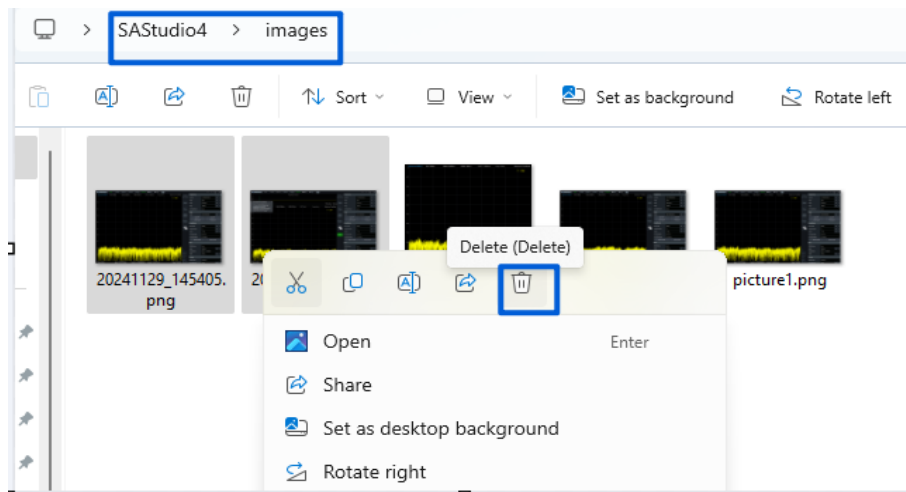 SAStudio4 > images
Sort View Set as background Rotate left
Delete (Delete)
20241129_145405.
png
2
picture1.png
Open Enter
Share
Set as desktop background
Rotate right